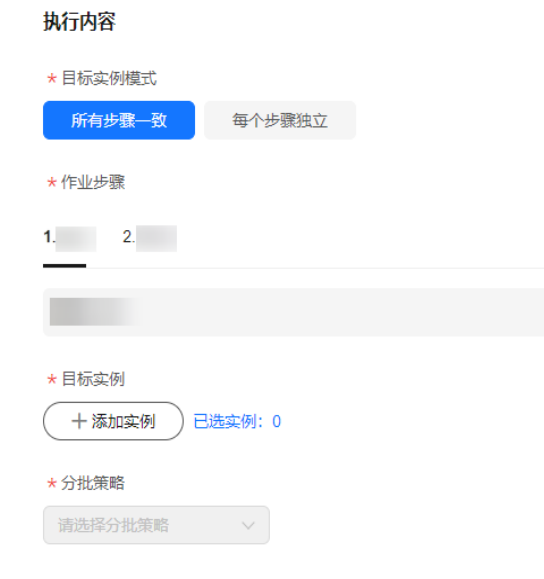 执行内容
* 目标实例模式
所有步骤一致 每个步骤独立
* 作业步骤
1. 2.
* 目标实例
+ 添加实例 已选实例：0
* 分批策略
请选择分批策略